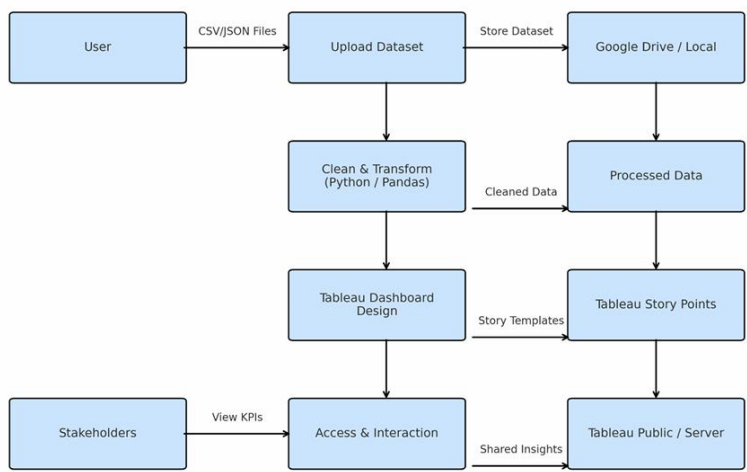 User
CSV/JSON Files
Upload Dataset
Store Dataset
Google Drive / Local
Clean & Transform
(Python / Pandas)
Cleaned Data
Processed Data
Tableau Dashboard
Design
Story Templates
Tableau Story Points
Stakeholders
View KPIs
Access & Interaction
Shared Insights
Tableau Public / Server